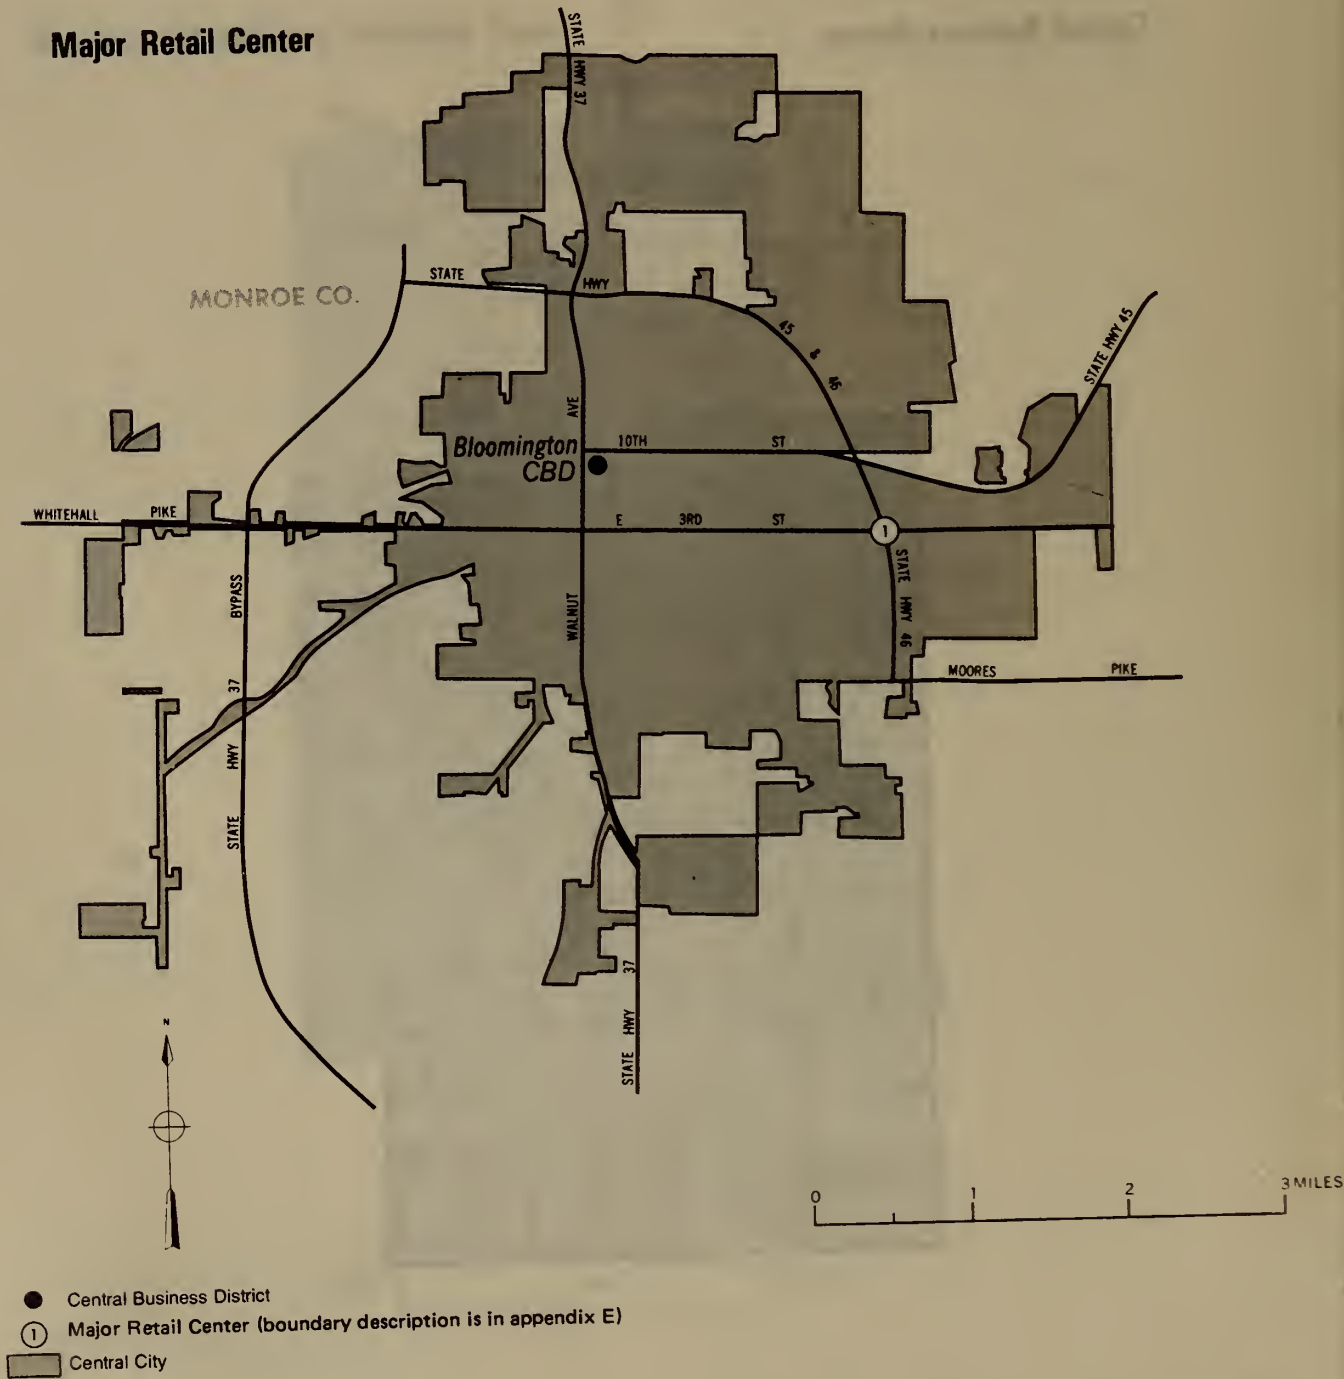 Major Retail Center
STATE HWY 37
MONROE CO.
STATE HWY 45 & 46
STATE HWY 45
Bloomington
CBD
10TH ST
WHITEHALL PIKE
E 3RD ST
1
WALNUT AVE
STATE HWY 46
STATE HWY 37 BYPASS
MOORES PIKE
STATE HWY 37
N
0 1 2 3 MILES
Central Business District
1 Major Retail Center (boundary description is in appendix E)
Central City